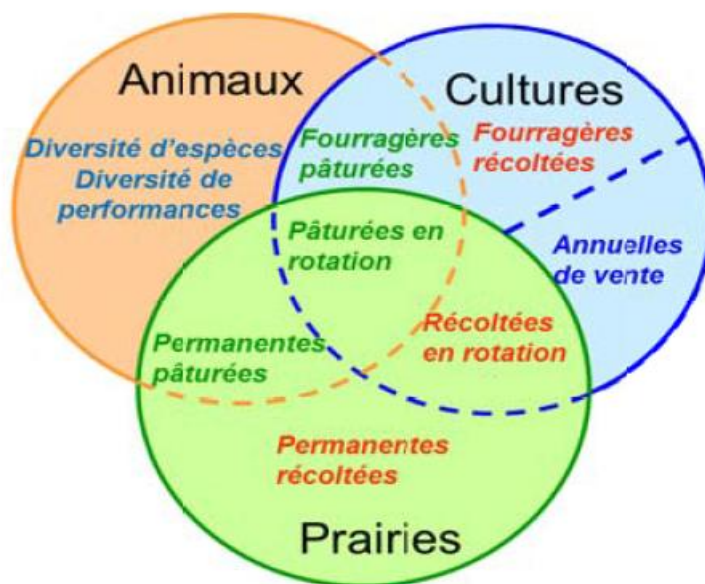 Animaux
Cultures
Diversité d'espèces
Diversité de
performances
Fourragères
pâturées
Fourragères
récoltées
Pâturées en
rotation
Annuelles
de vente
Permanentes
pâturées
Récoltées
en rotation
Permanentes
récoltées
Prairies